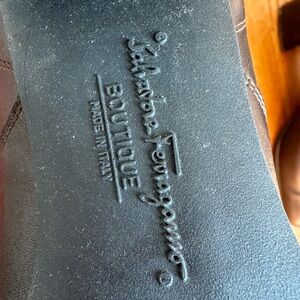 ® Salvatore Ferragamo ®
BOUTIQUE
MADE IN ITALY